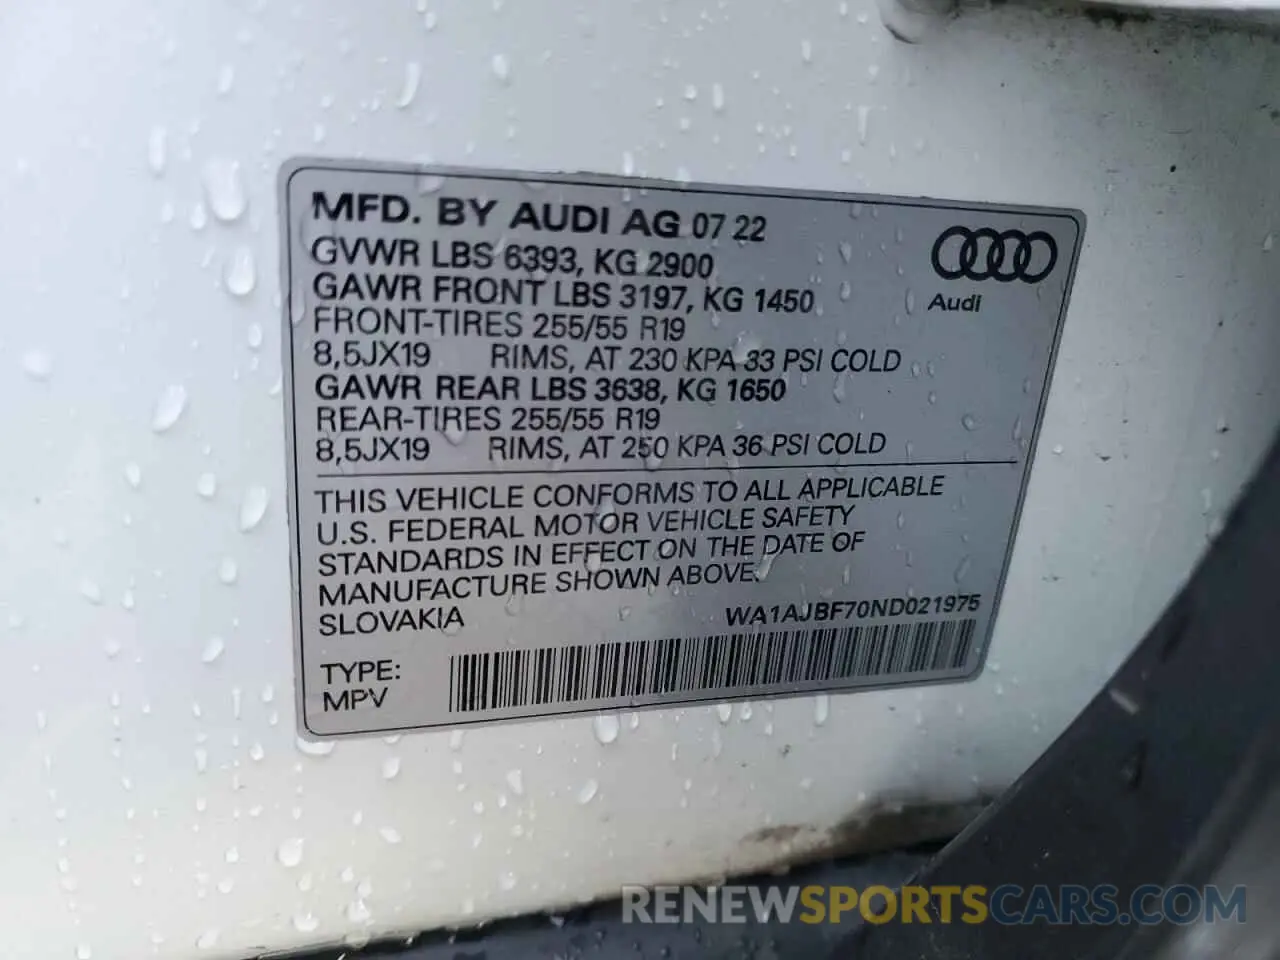 MFD. BY AUDI AG 07 22
GVWR LBS 6393, KG 2900
GAWR FRONT LBS 3197, KG 1450
FRONT-TIRES 255/55 R19
8,5JX19 RIMS, AT 230 KPA 33 PSI COLD
GAWR REAR LBS 3638, KG 1650
REAR-TIRES 255/55 R19
8,5JX19 RIMS, AT 250 KPA 36 PSI COLD
Audi
THIS VEHICLE CONFORMS TO ALL APPLICABLE
U.S. FEDERAL MOTOR VEHICLE SAFETY
STANDARDS IN EFFECT ON THE DATE OF
MANUFACTURE SHOWN ABOVE.
SLOVAKIA WA1AJBF70ND021975
TYPE:
MPV
RENEWSPORTSCARS.COM